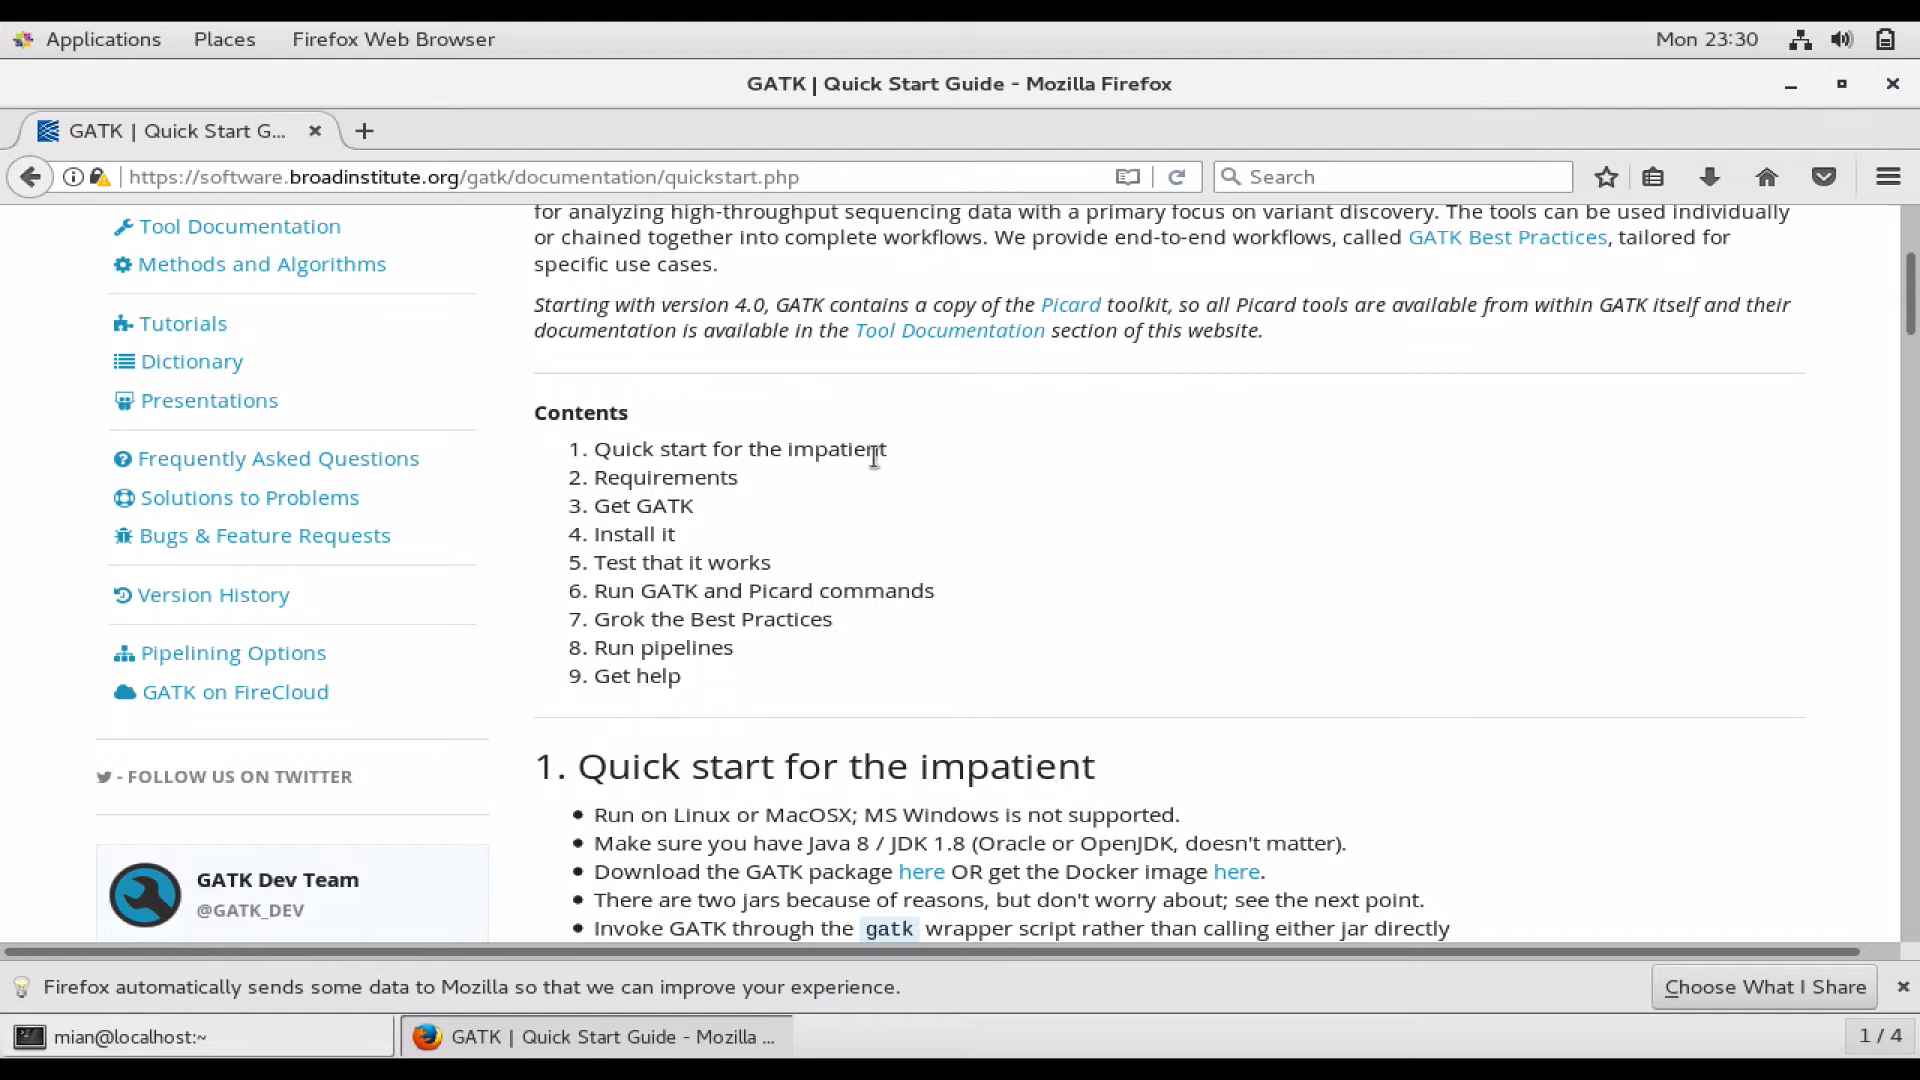 Applications Places Firefox Web Browser Mon 23:30
GATK | Quick Start Guide - Mozilla Firefox
GATK | Quick Start G...
https://software.broadinstitute.org/gatk/documentation/quickstart.php Search
Tool Documentation
Methods and Algorithms
Tutorials
Dictionary
Presentations
Frequently Asked Questions
Solutions to Problems
Bugs & Feature Requests
Version History
Pipelining Options
GATK on FireCloud
- FOLLOW US ON TWITTER
GATK Dev Team
@GATK_DEV
for analyzing high-throughput sequencing data with a primary focus on variant discovery. The tools can be used individually
or chained together into complete workflows. We provide end-to-end workflows, called GATK Best Practices, tailored for
specific use cases.
Starting with version 4.0, GATK contains a copy of the Picard toolkit, so all Picard tools are available from within GATK itself and their
documentation is available in the Tool Documentation section of this website.
Contents
1. Quick start for the impatient
2. Requirements
3. Get GATK
4. Install it
5. Test that it works
6. Run GATK and Picard commands
7. Grok the Best Practices
8. Run pipelines
9. Get help
1. Quick start for the impatient
• Run on Linux or MacOSX; MS Windows is not supported.
• Make sure you have Java 8 / JDK 1.8 (Oracle or OpenJDK, doesn't matter).
• Download the GATK package here OR get the Docker image here.
• There are two jars because of reasons, but don't worry about; see the next point.
• Invoke GATK through the gatk wrapper script rather than calling either jar directly
Firefox automatically sends some data to Mozilla so that we can improve your experience. Choose What I Share
mian@localhost:~ GATK | Quick Start Guide - Mozilla ... 1 / 4